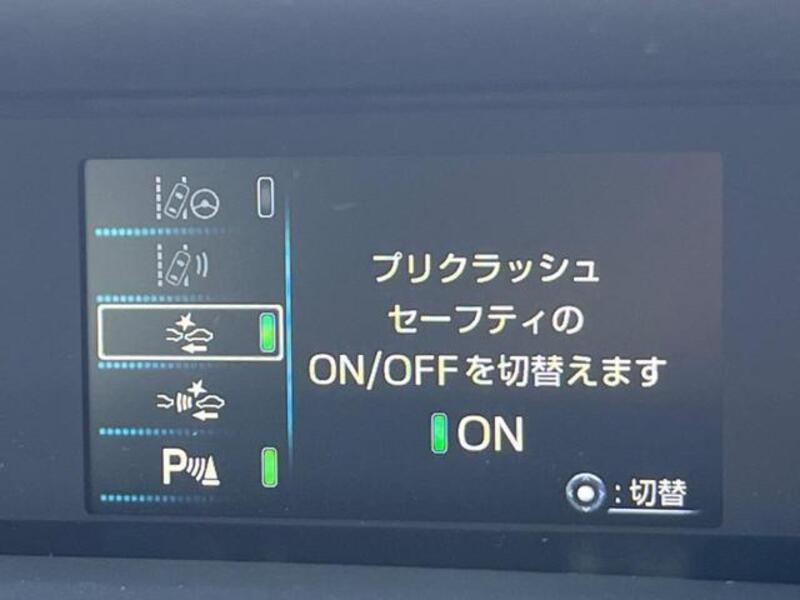 プリクラッシュ
セーフティの
ON/OFFを切替えます
ON
P
:切替